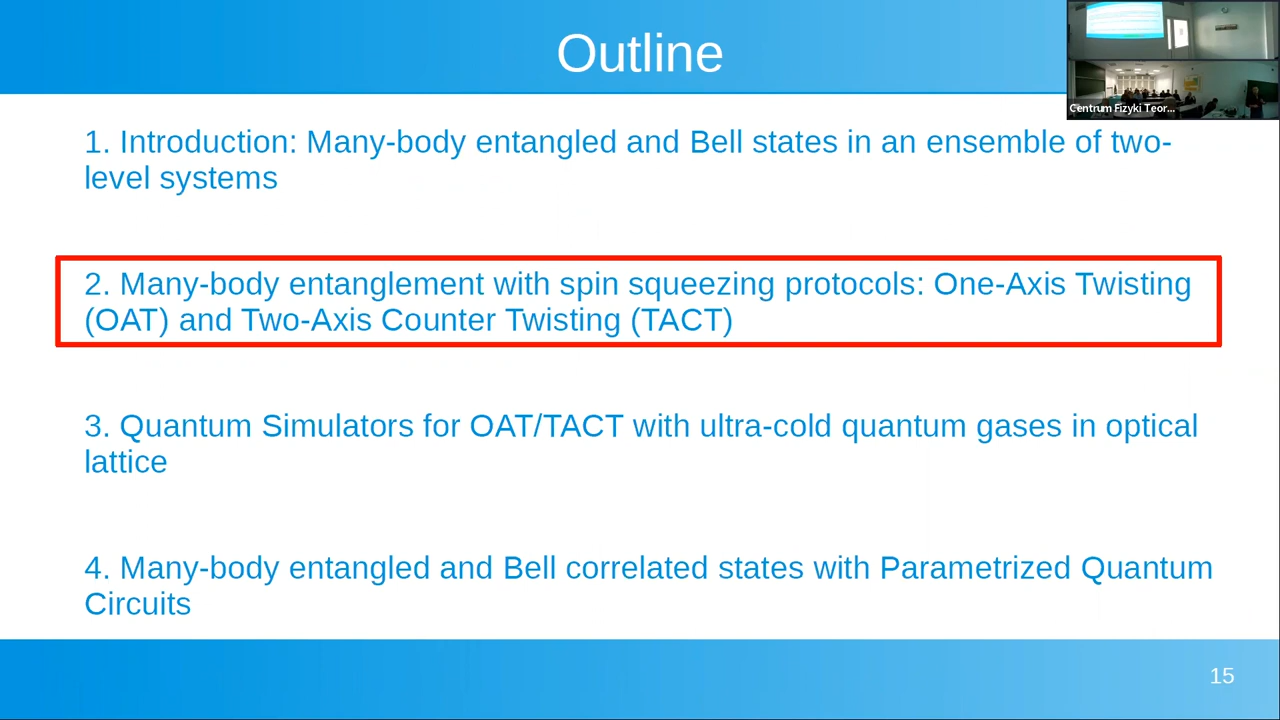 Outline
Centrum Fizyki Teor...
1. Introduction: Many-body entangled and Bell states in an ensemble of two-
level systems
2. Many-body entanglement with spin squeezing protocols: One-Axis Twisting
(OAT) and Two-Axis Counter Twisting (TACT)
3. Quantum Simulators for OAT/TACT with ultra-cold quantum gases in optical
lattice
4. Many-body entangled and Bell correlated states with Parametrized Quantum
Circuits
15